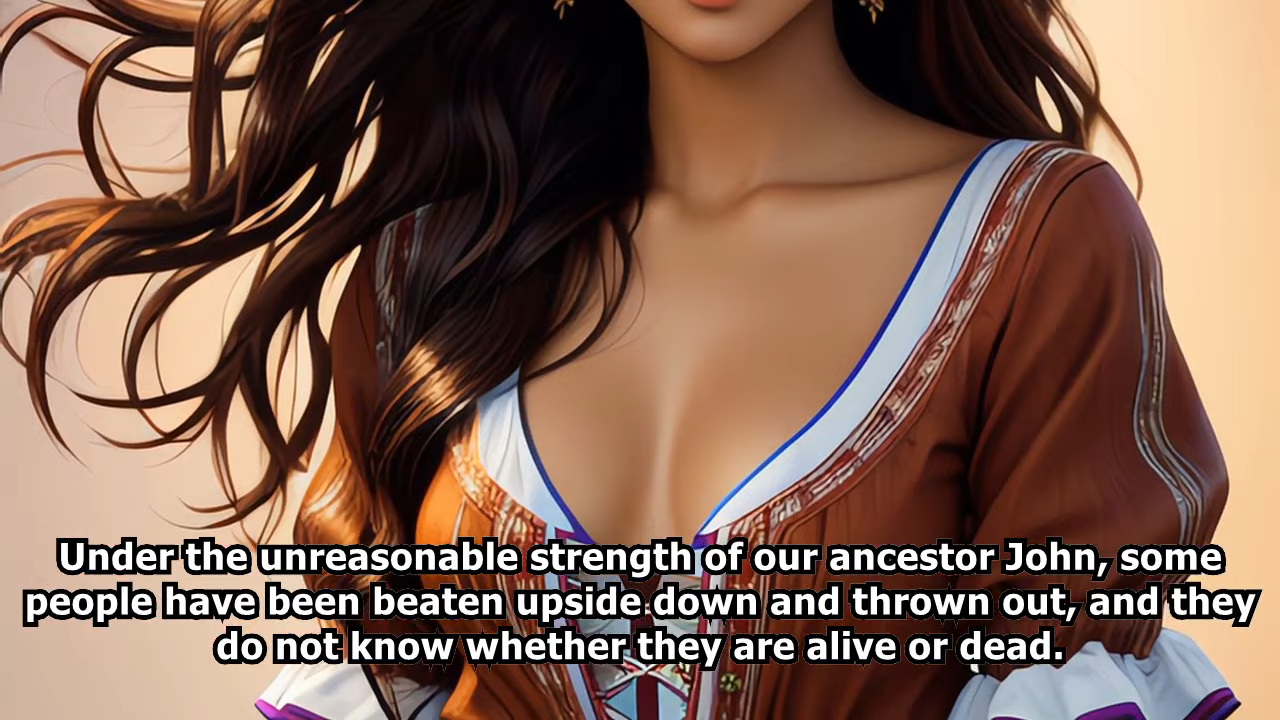 Under the unreasonable strength of our ancestor John, some
people have been beaten upside down and thrown out, and they
do not know whether they are alive or dead.